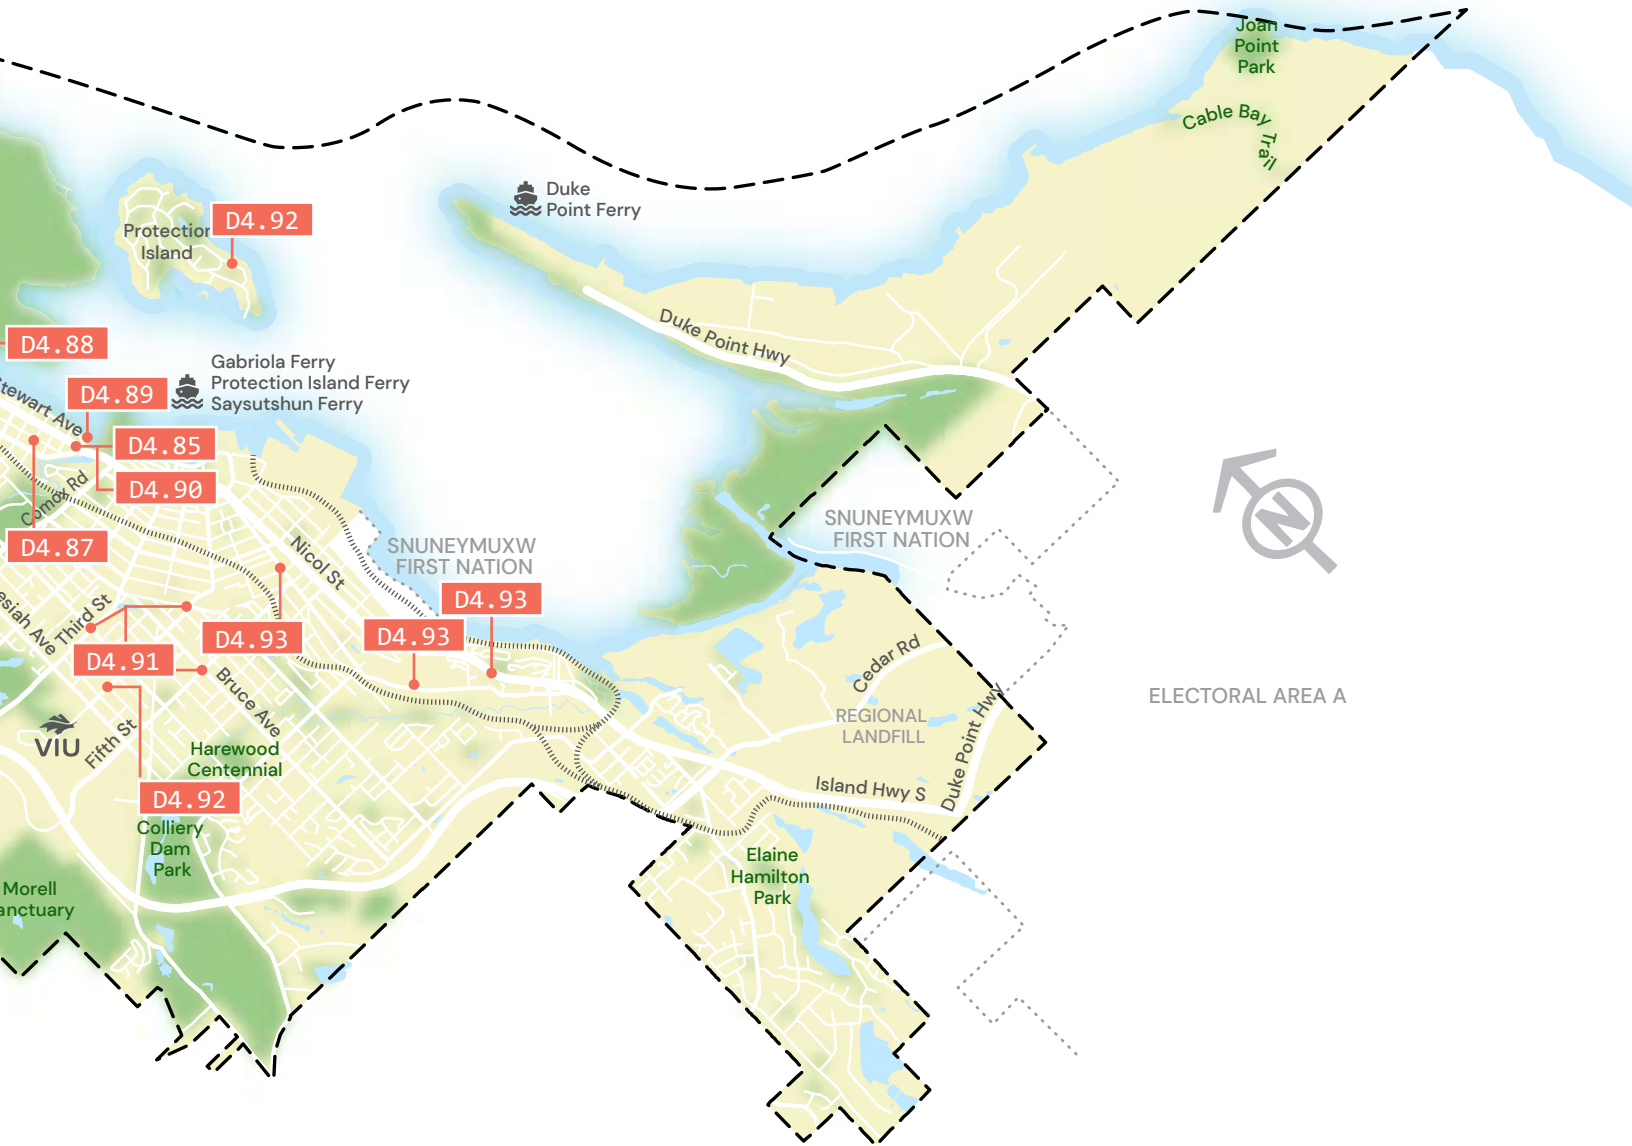 Joan
Point
Park
Cable Bay Trail
Duke
Point Ferry
D4.92
Protection
Island
D4.88
Duke Point Hwy
Gabriola Ferry
Protection Island Ferry
Saysutshun Ferry
D4.89
Stewart Ave
D4.85
D4.90
Comox Rd
D4.87
SNUNEYMUXW
FIRST NATION
SNUNEYMUXW
FIRST NATION
N
Nicol St
D4.93
Third St
D4.93
D4.93
D4.91
Ave
Bruce Ave
Cedar Rd
ELECTORAL AREA A
REGIONAL
LANDFILL
Duke Point Hwy
VIU
Fifth St
Harewood
Centennial
Island Hwy S
D4.92
Colliery
Dam
Park
Elaine
Hamilton
Park
Morell
anctuary